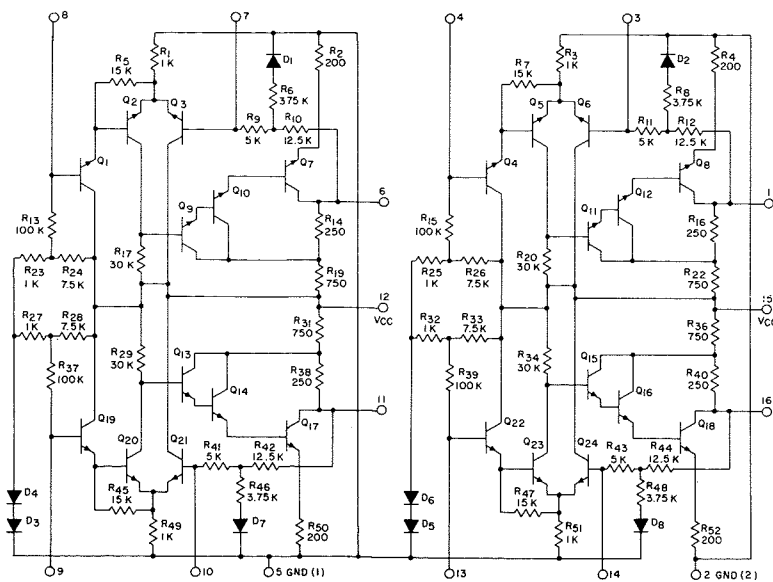 8
7
4
3
R5
15 K
R1
1K
D1
R2
200
R7
15K
R3
1K
D2
R4
200
Q2
Q3
R6
3.75 K
Q5
Q6
R8
3.75 K
R9
5 K
R10
12.5 K
R11
5 K
R12
12.5 K
Q1
Q7
Q4
Q8
Q10
Q12
6
1
R13
100 K
Q9
R14
250
R15
100 K
Q11
R16
250
R17
30 K
R20
30 K
R23
1 K
R24
7.5 K
R19
750
R25
1 K
R26
7.5 K
R22
750
12
VCC
15
VCC
R27
1 K
R28
7.5 K
R31
750
R32
1 K
R33
7.5 K
R36
750
R29
30 K
Q13
R34
30 K
Q15
R37
100K
R38
250
R39
100 K
R40
250
Q14
Q16
11
16
Q19
Q17
Q22
Q18
Q20
Q21
R41
5 K
R42
12.5 K
Q23
Q24
R43
5 K
R44
12.5 K
D4
R45
15 K
R46
3.75 K
D6
R47
15 K
R48
3.75 K
D3
R49
1K
D7
R50
200
D5
R51
1 K
D8
R52
200
9
10
5 GND (1)
13
14
2 GND (2)